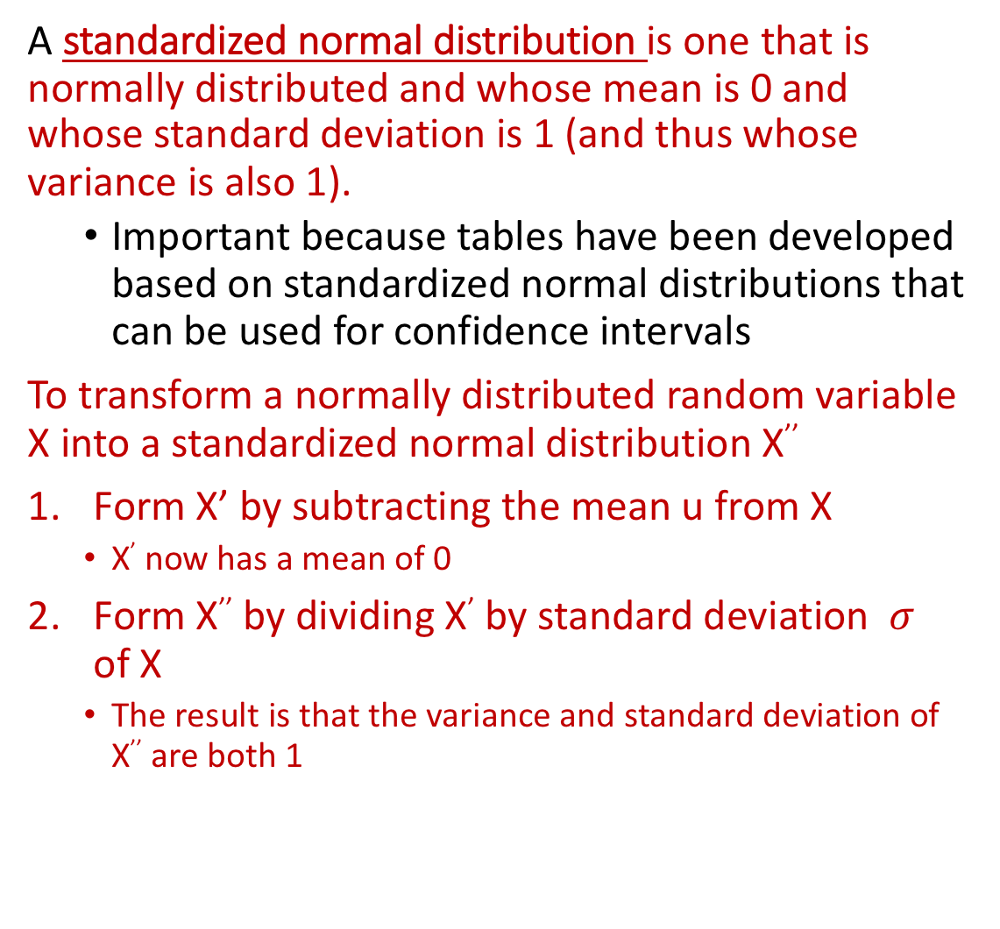 A standardized normal distribution is one that is
normally distributed and whose mean is 0 and
whose standard deviation is 1 (and thus whose
variance is also 1).
• Important because tables have been developed
based on standardized normal distributions that
can be used for confidence intervals
To transform a normally distributed random variable
X into a standardized normal distribution X’’
1. Form X’ by subtracting the mean u from X
• X’ now has a mean of 0
2. Form X’’ by dividing X’ by standard deviation σ
of X
• The result is that the variance and standard deviation of
X’’ are both 1